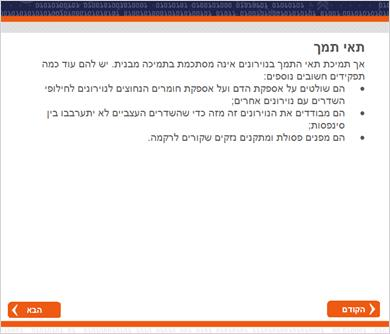 תאי תמך
אך תמיכת תאי התמך בנוירונים אינה מסתכמת בתמיכה מבנית. יש להם עוד כמה
תפקידים חשובים נוספים:
• הם שולטים על אספקת הדם ועל אספקת חומרים הנחוצים לנוירונים לחילופי
השדרים עם נוירונים אחרים;
• הם מבודדים את הנוירונים זה מזה כדי שהשדרים העצביים לא יתערבבו בין
סינפסות;
• הם מפנים פסולת ומתקנים נזקים שקורים לרקמה.
הקודם
הבא